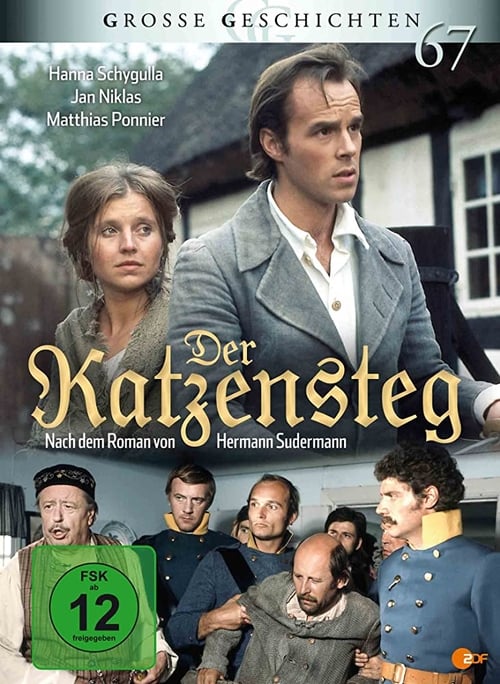 GROSSE GESCHICHTEN
67
Hanna Schygulla
Jan Niklas
Matthias Ponnier
Der
Katzensteg
Nach dem Roman von Hermann Sudermann
FSK
ab
12
freigegeben
ZDF